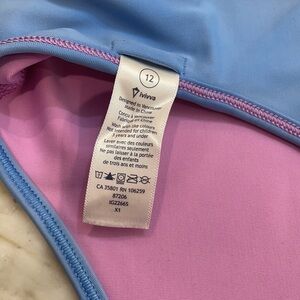 12
ivivva
Designed in Vancouver
Made in China
Conçu à Vancouver
Fabriqué en Chine
Wash with like colours
Not intended for children
3 years and under
Laver avec des couleurs
similaires seulement
Ne pas laisser à la portée
des enfants
de trois ans et moins
CA 35801 RN 106259
87206
IG22665
X1